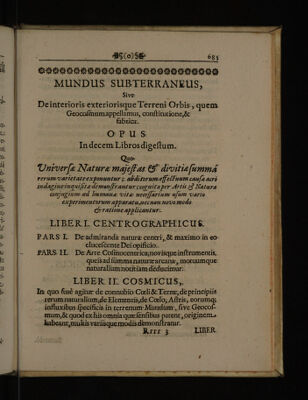 §(o)§ 685
MUNDUS SUBTERRANEUS,
Sive
De interioris exteriorisque Terreni Orbis, quem
Geocosmum appellamus, constitutione, &
fabrica.
OPUS
In decem Libros digestum.
Quo
Universæ Naturæ majestas & divitiæ summâ
rerum varietate exponuntur: abditorum effectuum causæ acri
indagine inquisitæ demonstrantur: cognitæ per Artis & Naturæ
conjugium ad humanæ vitæ necessarium usum vario
experimentorum apparatu, necnon novo modo
& ratione applicantur.
LIBER I. CENTROGRAPHICUS.
PARS I. De admiranda naturæ centri, & maximo in eo
elucescente Dei opificio.
PARS II. De Arte Cosmocentrica, novisque instrumentis,
queis ad summa naturæ arcana, motuumque
naturalium notitiam deducimur.
LIBER II. COSMICUS,
In quo fusè agitur de connubio Cœli & Terræ, de principiis
rerum naturalium, de Elementis, de Cœlo, Astris, eorumq;
influxibus specificis in terrenum Mundum, sive Geocos-
mum, & quod ex his omnia quæ sensibus patent, originem
habeant, multis variisque modis demonstratur.
Rrrr 3 LIBER